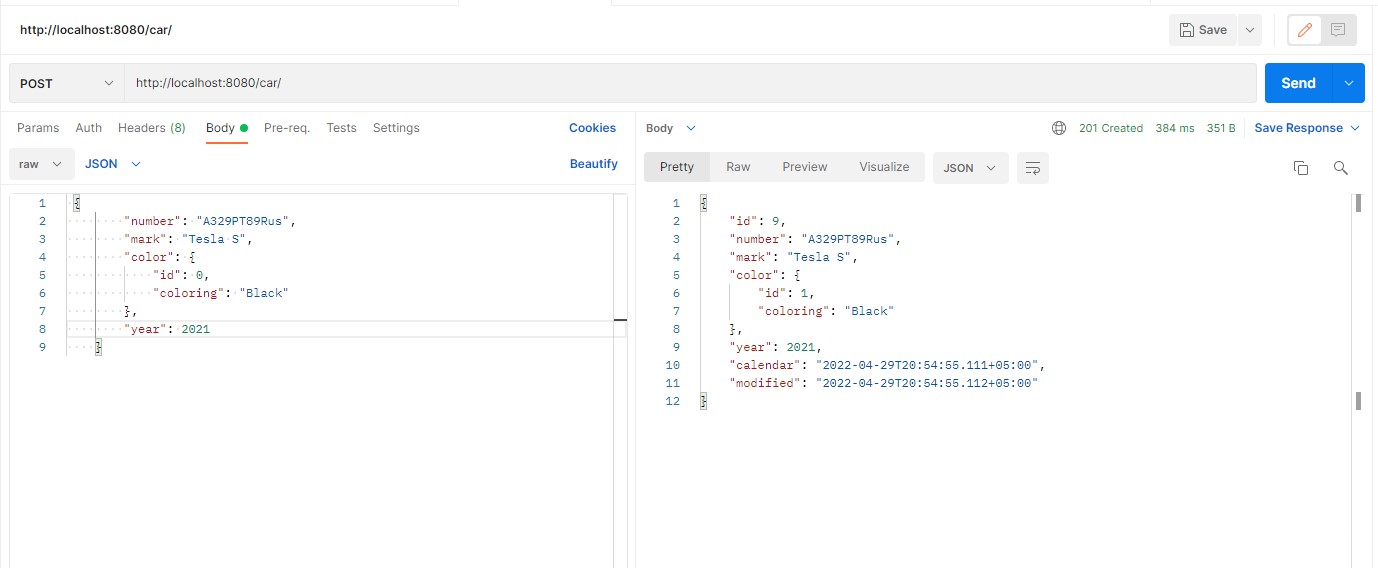 http://localhost:8080/car/
Save
POST
http://localhost:8080/car/
Send
Params Auth Headers (8) Body Pre-req. Tests Settings Cookies
raw JSON Beautify
1 {
2 "number": "A329PT89Rus",
3 "mark": "Tesla S",
4 "color": {
5 "id": 0,
6 "coloring": "Black"
7 },
8 "year": 2021
9 }
Body 201 Created 384 ms 351 B Save Response
Pretty Raw Preview Visualize JSON
1 {
2 "id": 9,
3 "number": "A329PT89Rus",
4 "mark": "Tesla S",
5 "color": {
6 "id": 1,
7 "coloring": "Black"
8 },
9 "year": 2021,
10 "calendar": "2022-04-29T20:54:55.111+05:00",
11 "modified": "2022-04-29T20:54:55.112+05:00"
12 }